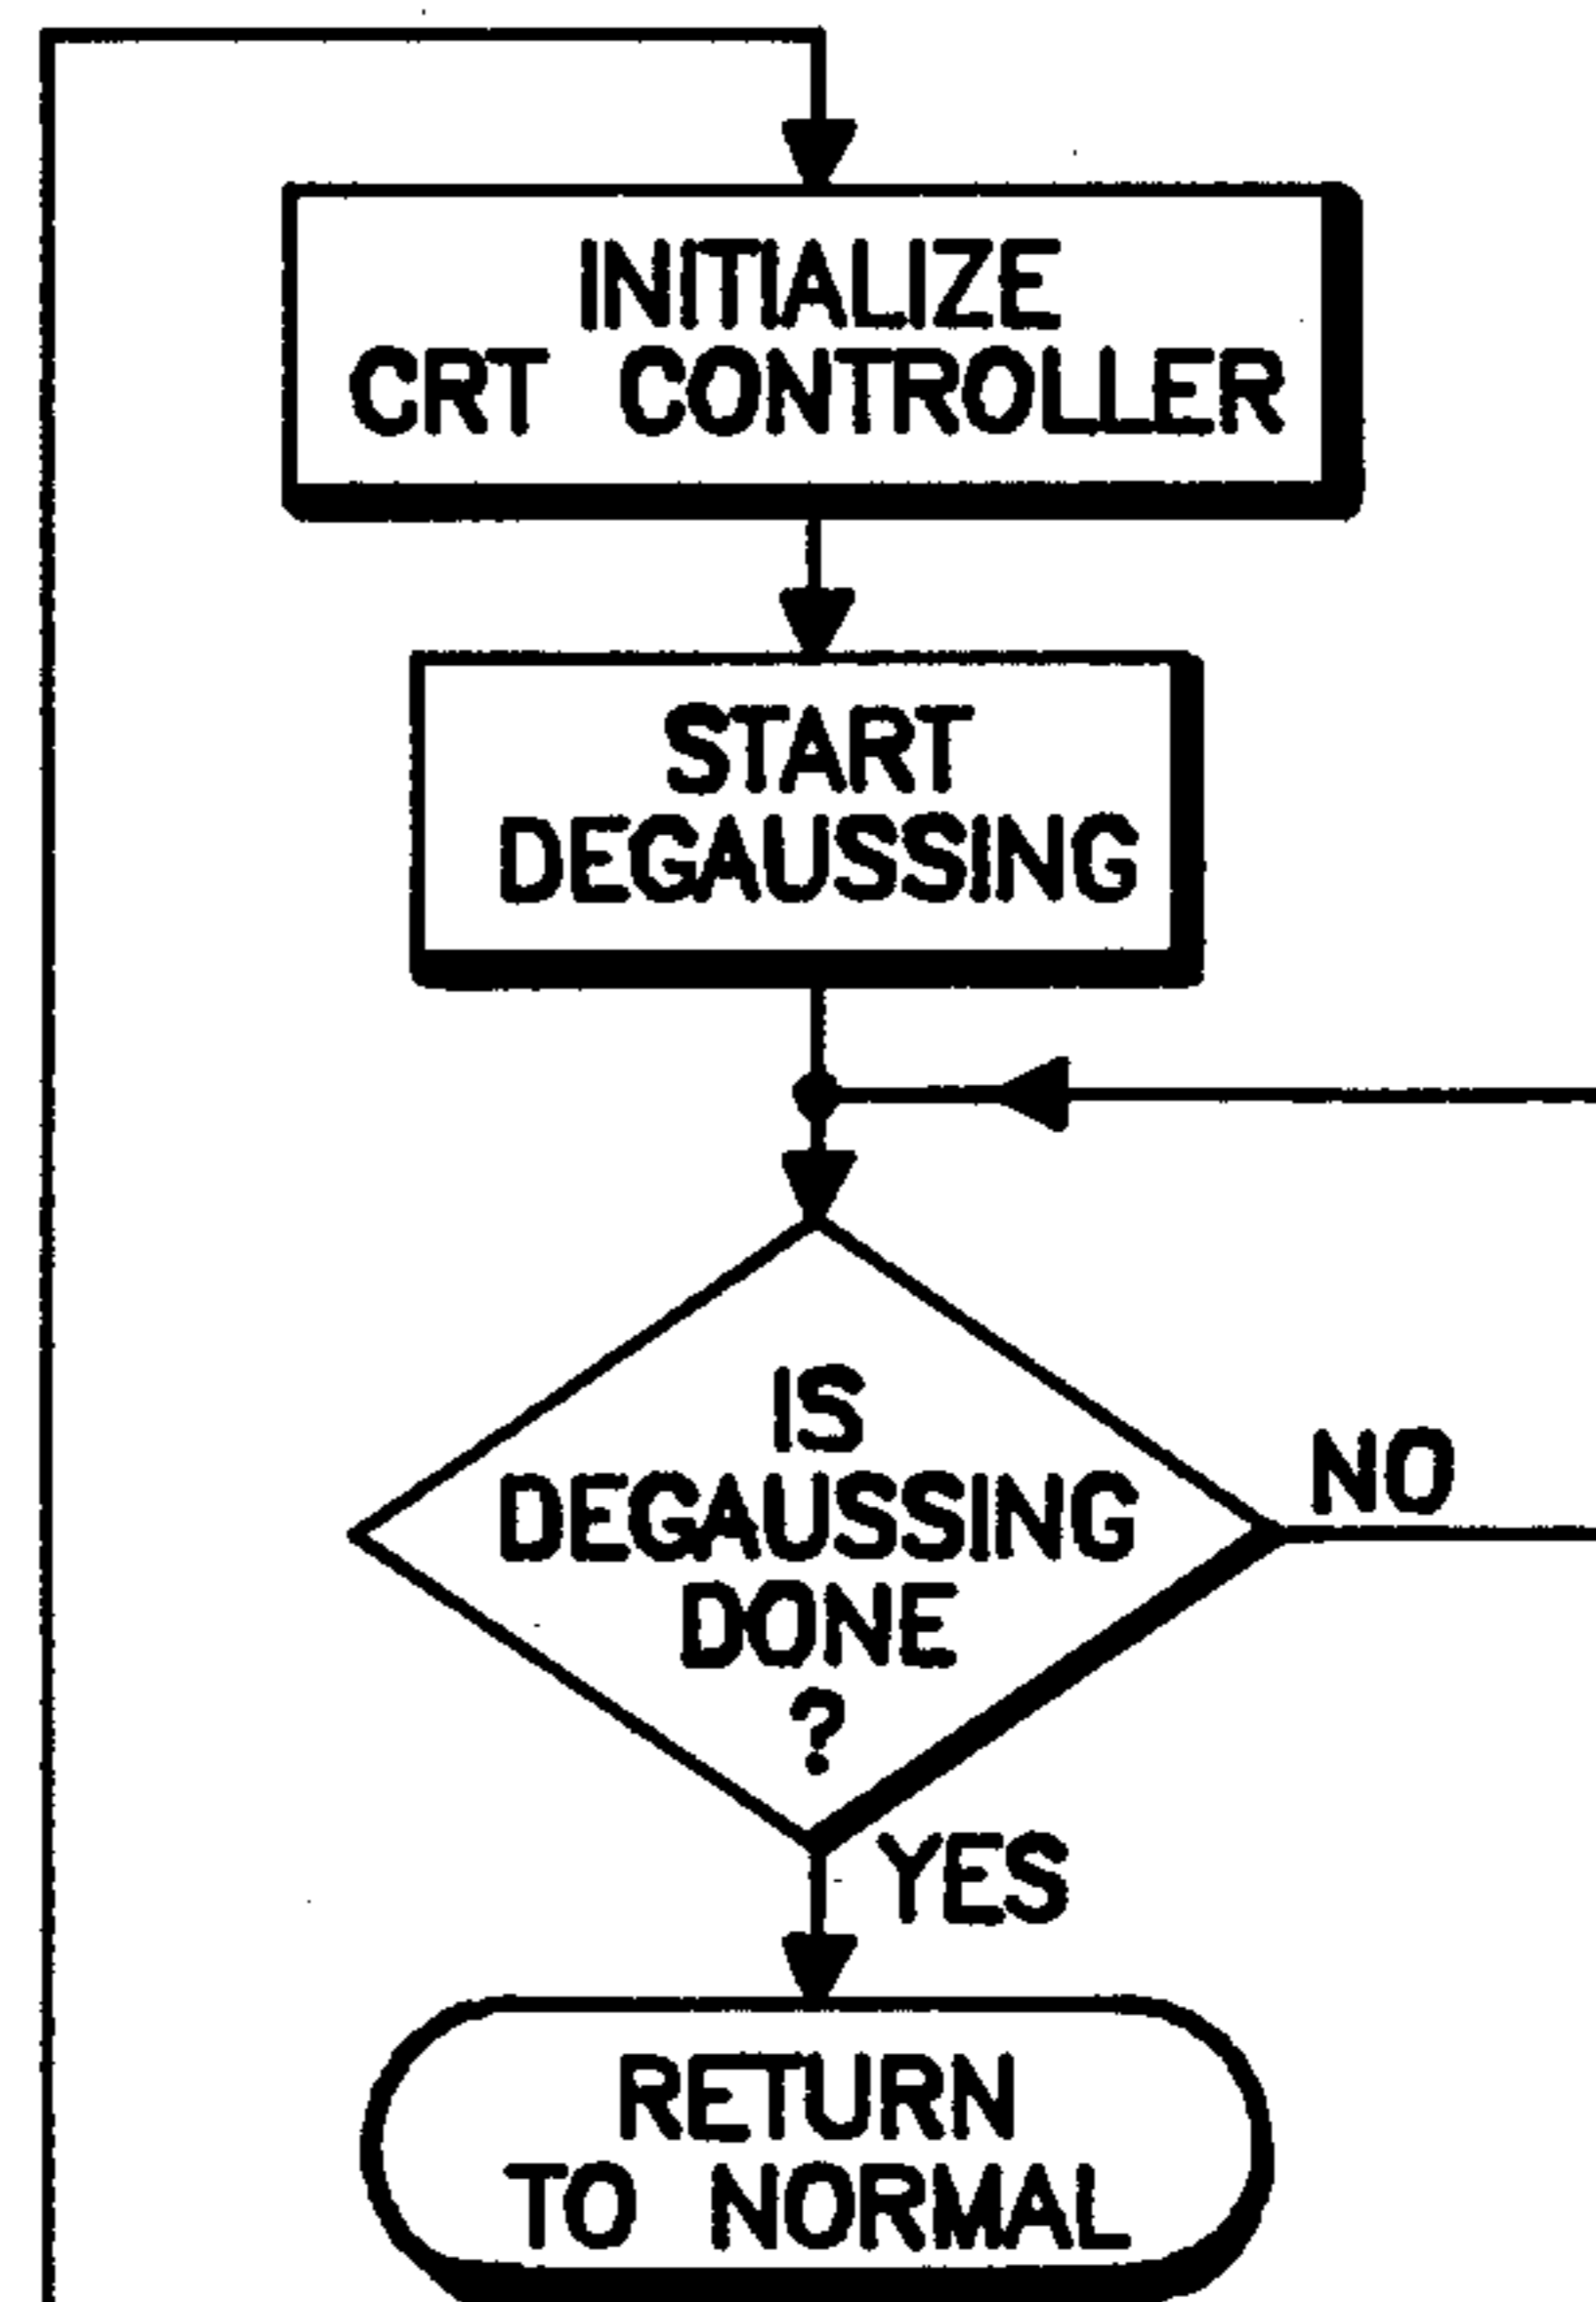 INITIALIZE
CRT CONTROLLER
START
DEGAUSSING
IS
DEGAUSSING
DONE
?
NO
YES
RETURN
TO NORMAL